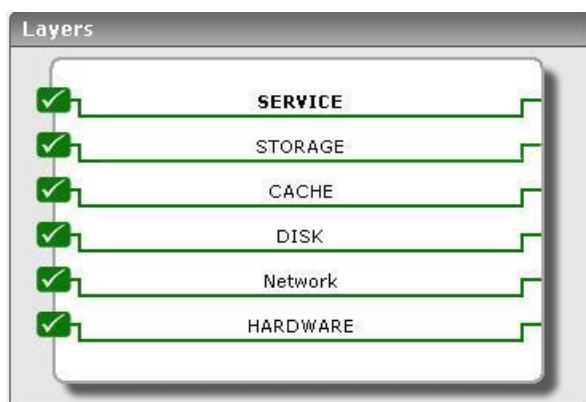 Layers
SERVICE
STORAGE
CACHE
DISK
Network
HARDWARE